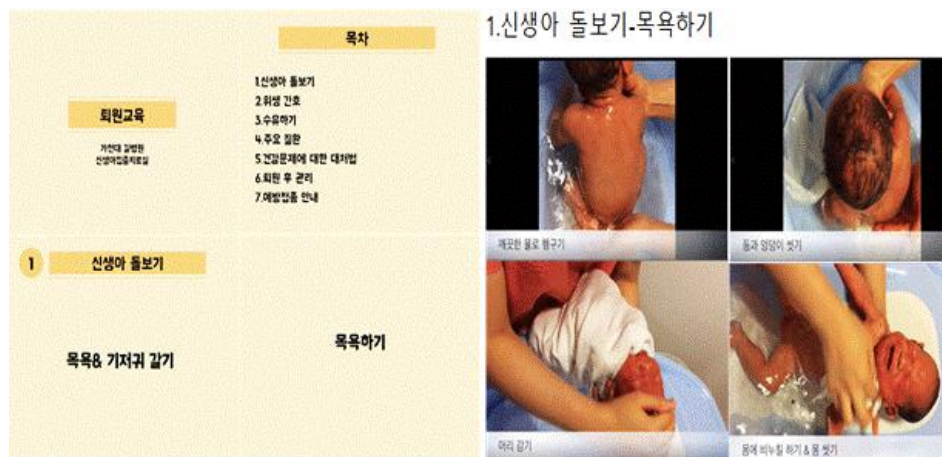 퇴원교육
가천대 길병원
신생아집중치료실
목차
1.신생아 돌보기
2.위생 간호
3.수유하기
4.주요 질환
5.건강문제에 대한 대처법
6.퇴원 후 관리
7.예방접종 안내
1 신생아 돌보기
목욕& 기저귀 갈기
목욕하기
1.신생아 돌보기-목욕하기
깨끗한 물로 헹구기
등과 엉덩이 씻기
머리 감기
몸에 비누칠 하기 & 몸 씻기